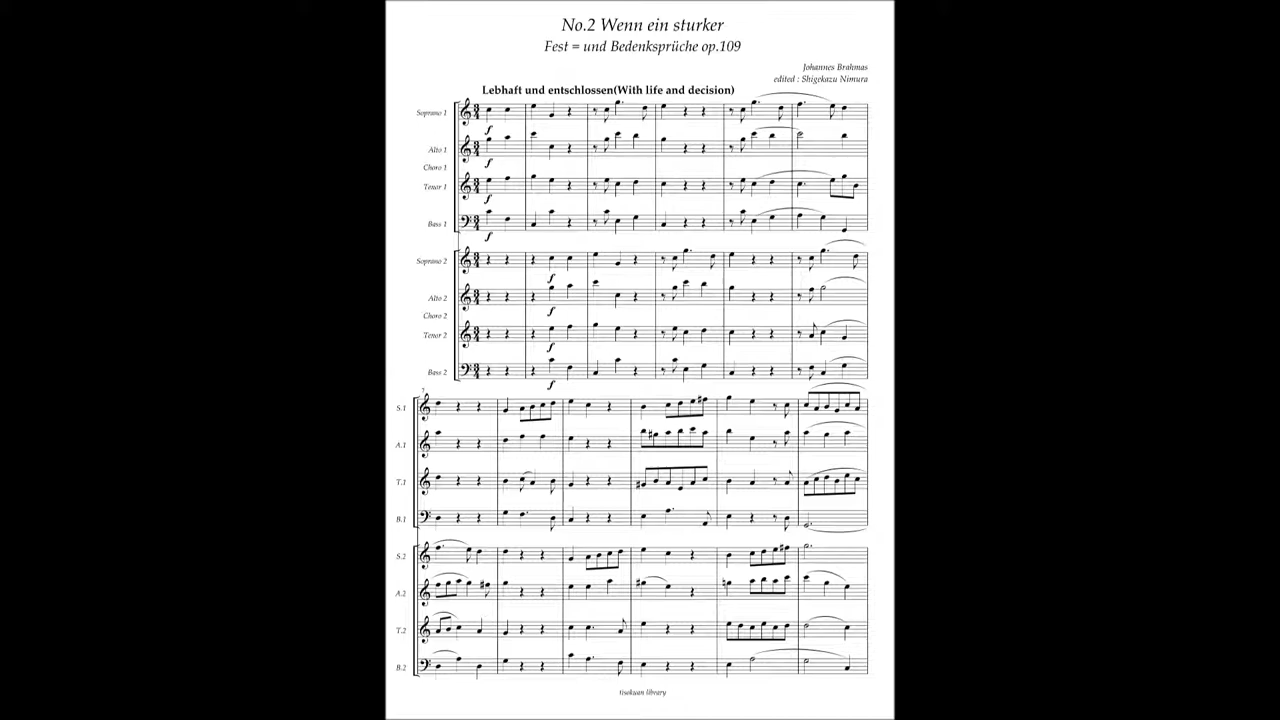 No.2 Wenn ein sturker
Fest = und Bedenksprüche op.109
Johannes Brahmas
edited : Shigekazu Nimura
Lebhaft und entschlossen(With life and decision)
Soprano 1
f
Alto 1
f
Choro 1
Tenor 1
f
Bass 1
f
Soprano 2
f
Alto 2
f
Choro 2
Tenor 2
f
Bass 2
f
7
S.1
A.1
T.1
B.1
S.2
A.2
T.2
B.2
library